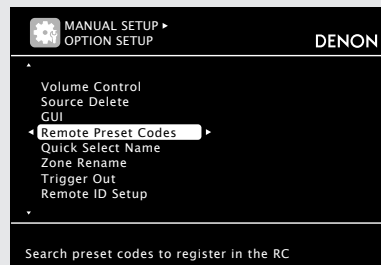 MANUAL SETUP
OPTION SETUP
DENON
Volume Control
Source Delete
GUI
Remote Preset Codes
Quick Select Name
Zone Rename
Trigger Out
Remote ID Setup
Search preset codes to register in the RC